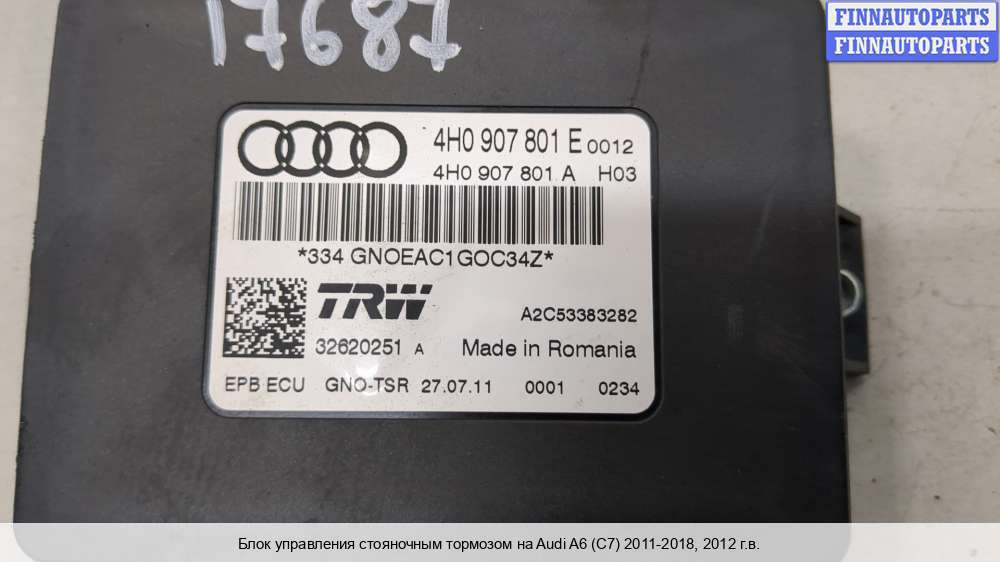 17687
FINNAUTOPARTS
FINNAUTOPARTS
4H0 907 801 E 0012
4H0 907 801 A H03
*334 GNOEAC1GOC34Z*
TRW
A2C53383282
32620251 A Made in Romania
EPB ECU GNO-TSR 27.07.11 0001 0234
Блок управления стояночным тормозом на Audi A6 (C7) 2011-2018, 2012 г.в.